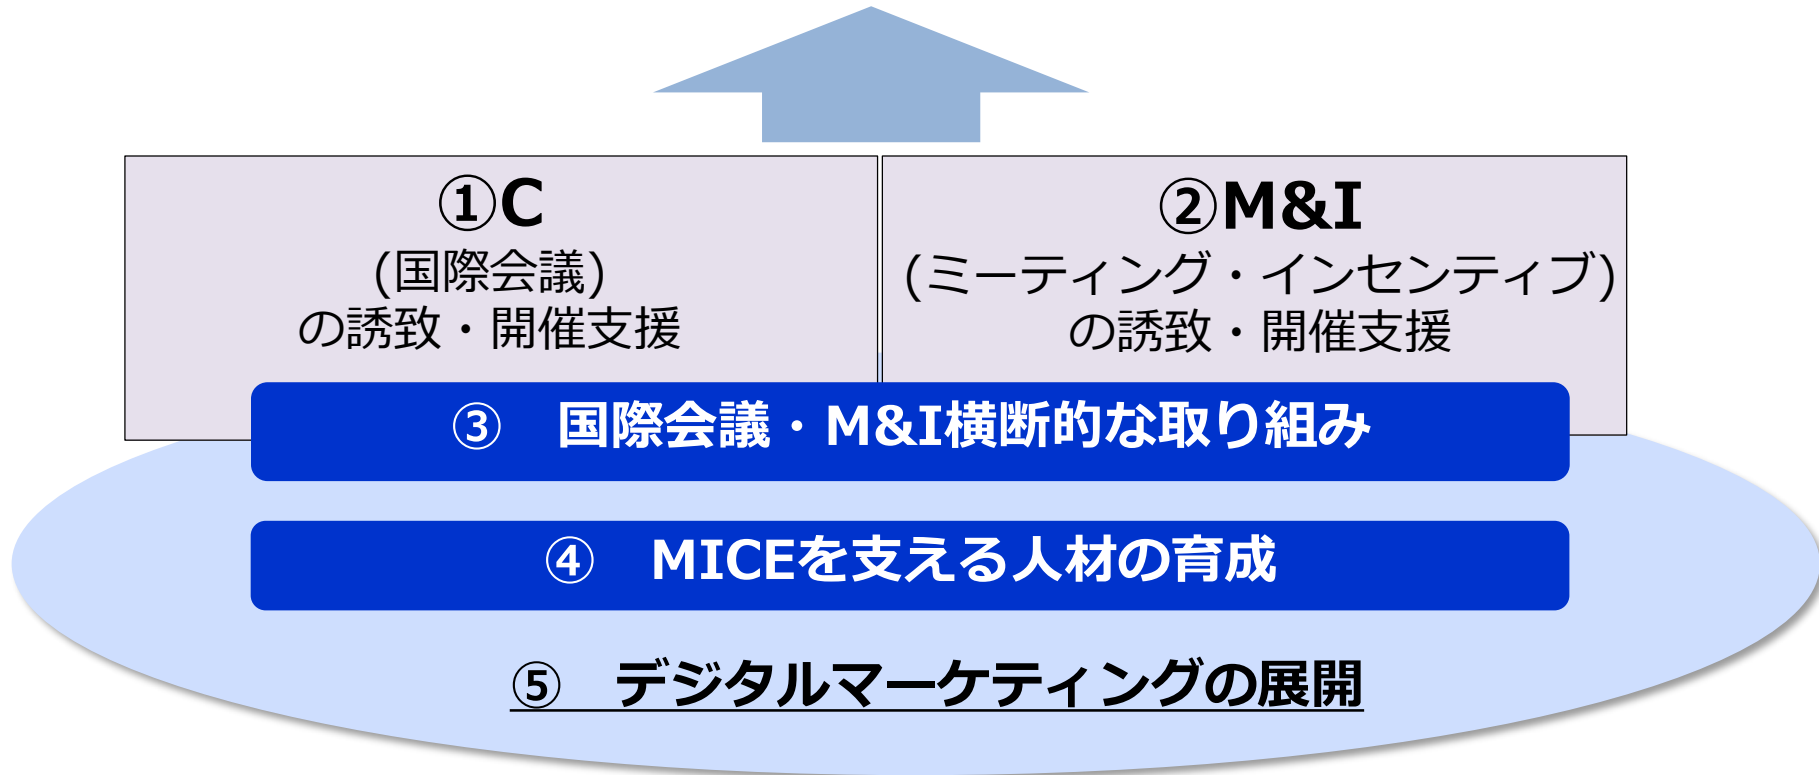 ①C
(国際会議)
の誘致・開催支援
②M&I
(ミーティング・インセンティブ)
の誘致・開催支援
③　国際会議・M&I横断的な取り組み
④　MICEを支える人材の育成
⑤　デジタルマーケティングの展開